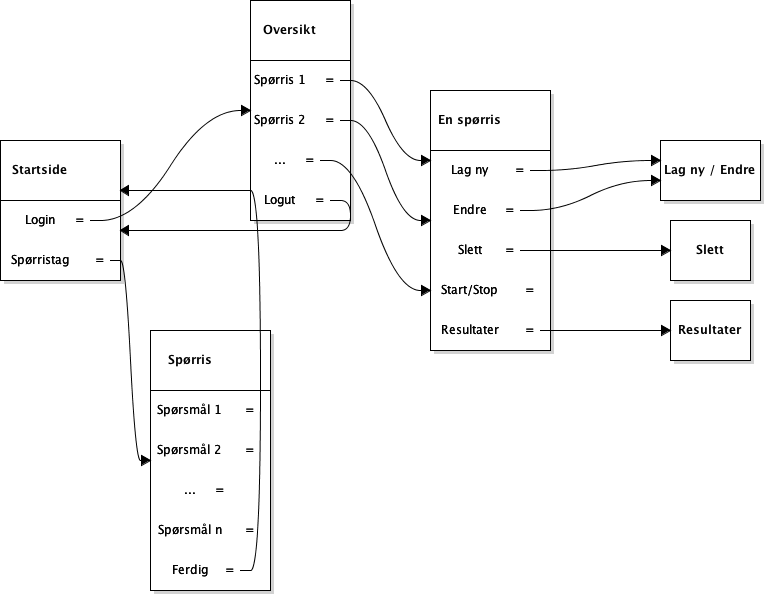 Oversikt
Spørris 1 =
Spørris 2 =
... =
Logut =
En spørris
Lag ny =
Endre =
Slett =
Start/Stop =
Resultater =
Lag ny / Endre
Slett
Resultater
Startside
Login =
Spørristag =
Spørris
Spørsmål 1 =
Spørsmål 2 =
... =
Spørsmål n =
Ferdig =